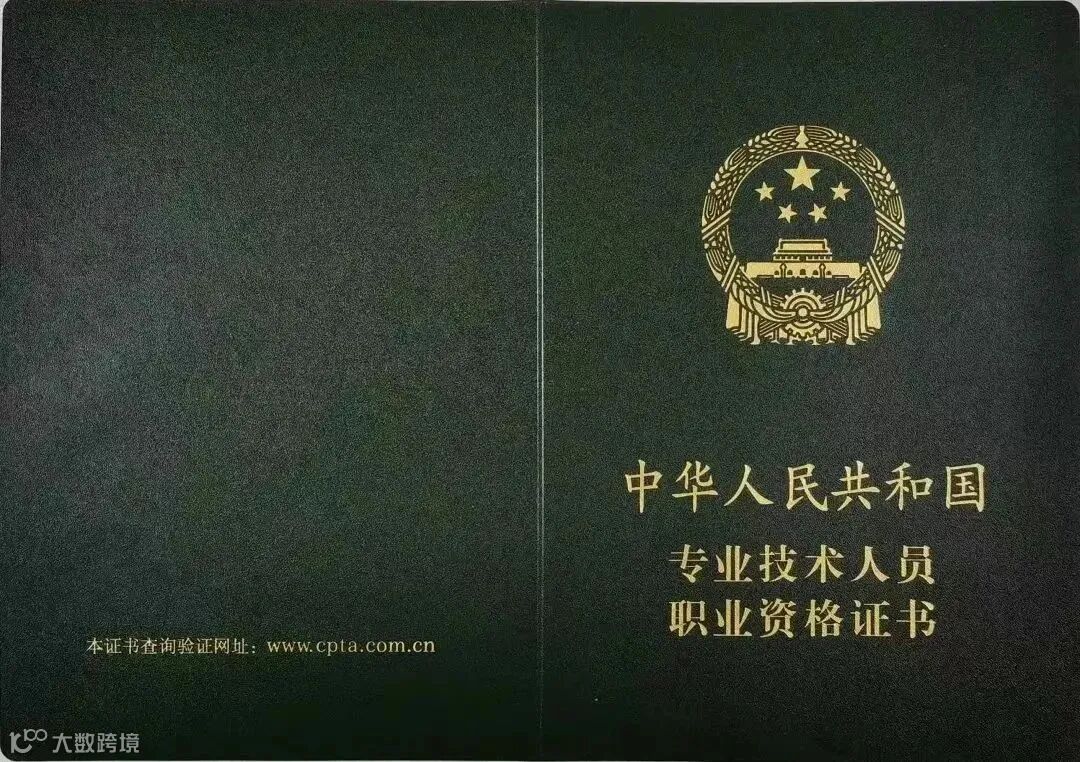 中华人民共和国
专业技术人员
职业资格证书
本证书查询验证网址：www.cpta.com.cn
大数跨境